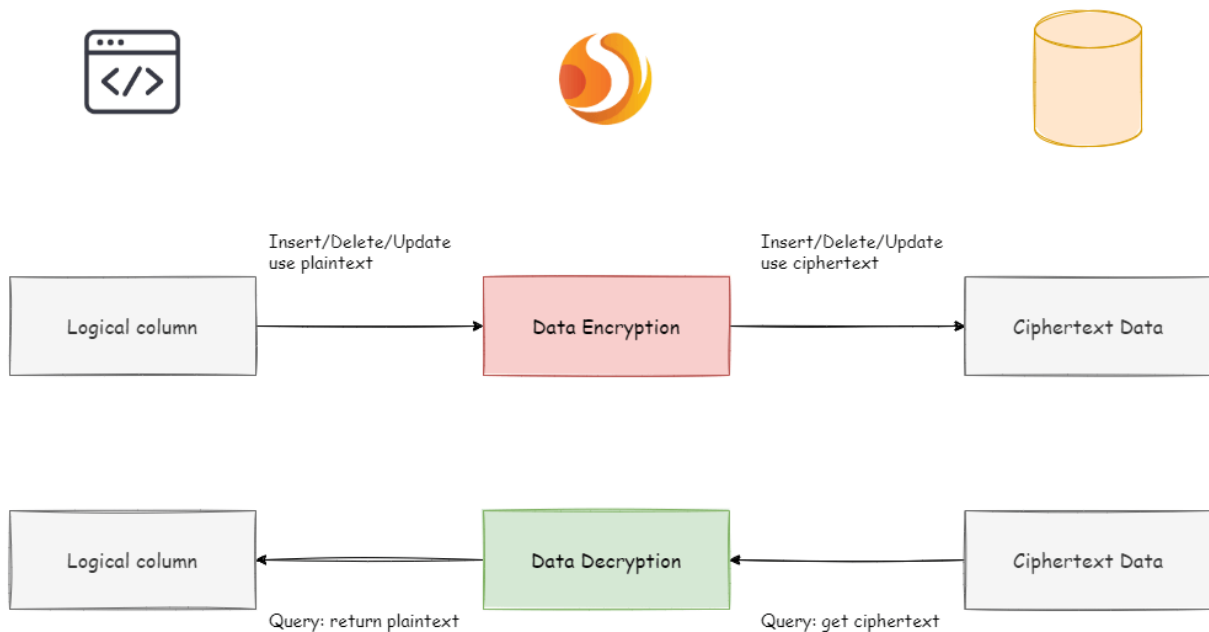 </>
Insert/Delete/Update
use plaintext
Insert/Delete/Update
use ciphertext
Logical column
Data Encryption
Ciphertext Data
Logical column
Data Decryption
Ciphertext Data
Query: return plaintext
Query: get ciphertext